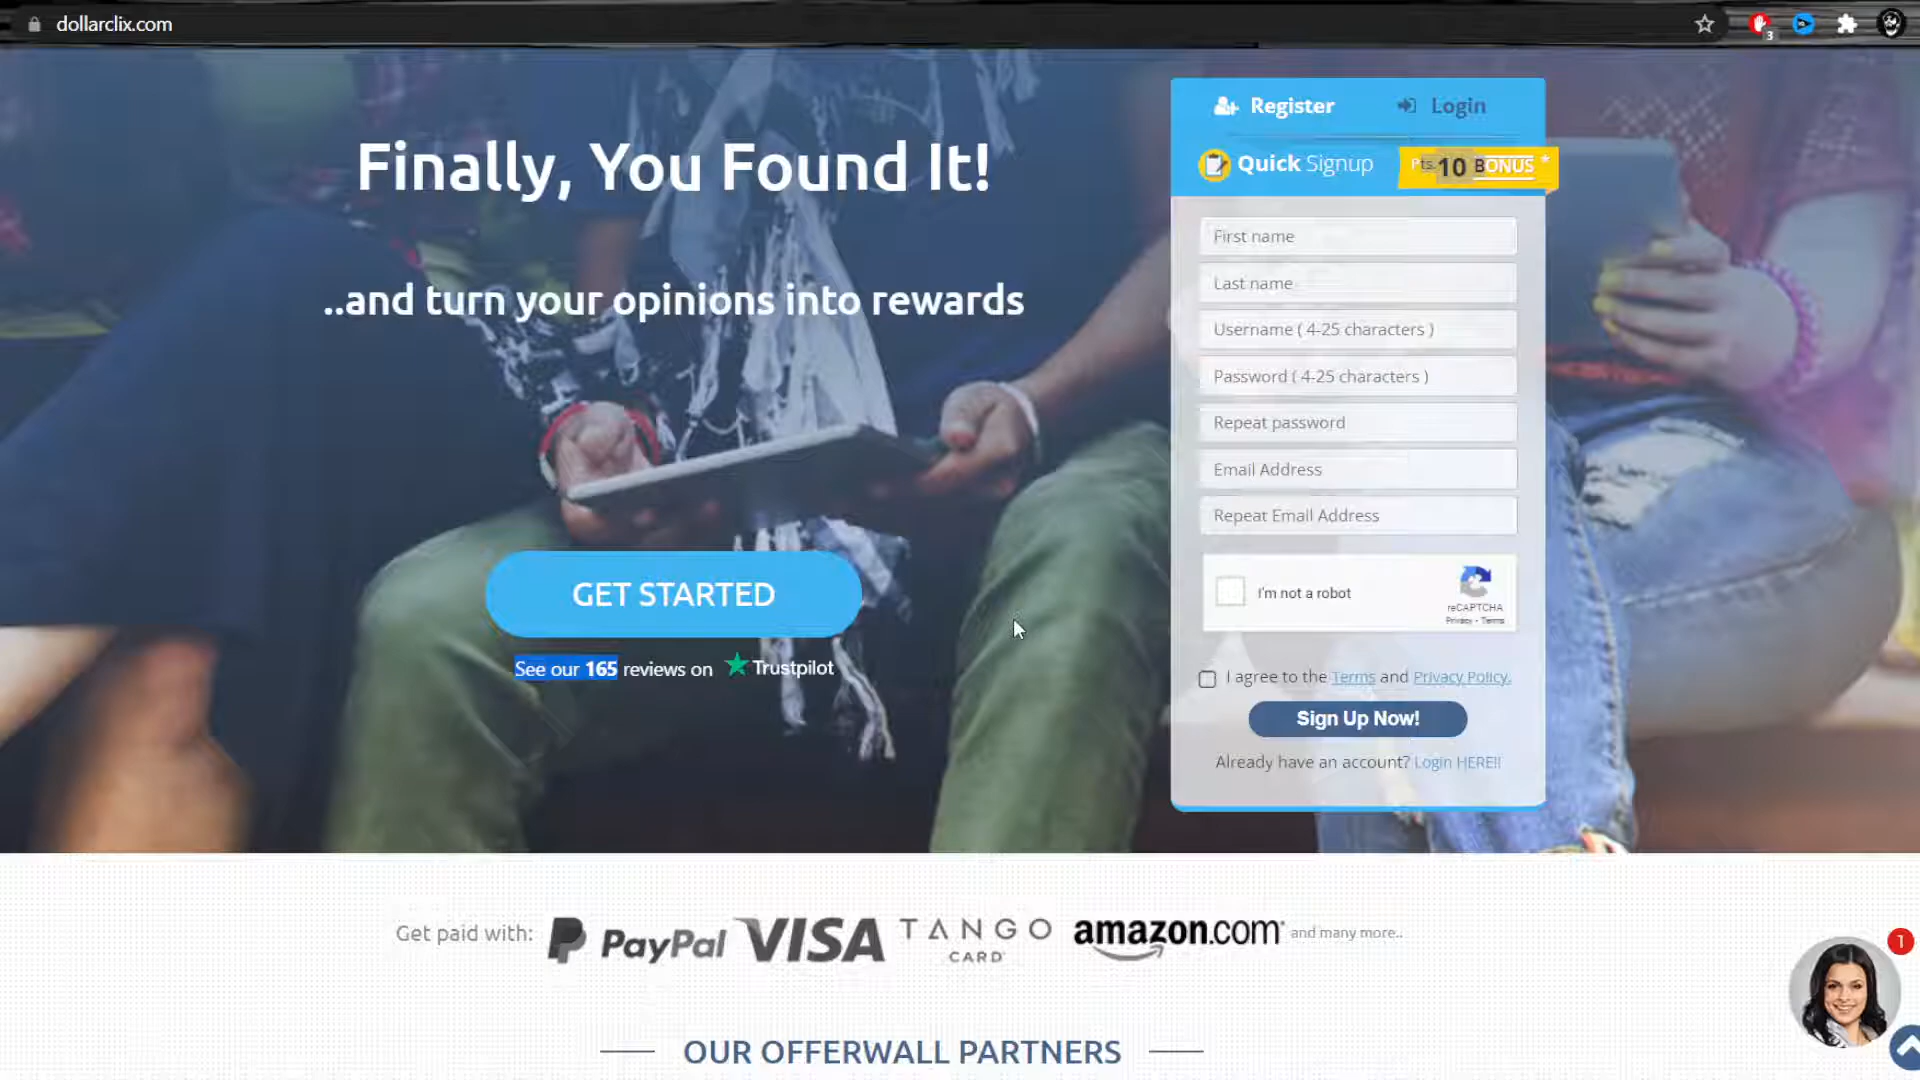 dollarclix.com
3
Finally, You Found It!
..and turn your opinions into rewards
GET STARTED
See our 165 reviews on Trustpilot
Register Login
Quick Signup Pts. 10 BONUS *
First name
Last name
Username ( 4-25 characters )
Password ( 4-25 characters )
Repeat password
Email Address
Repeat Email Address
I'm not a robot
reCAPTCHA
Privacy - Terms
I agree to the Terms and Privacy Policy.
Sign Up Now!
Already have an account? Login HERE!!
Get paid with: PayPal VISA TANGO CARD amazon.com and many more..
1
OUR OFFERWALL PARTNERS